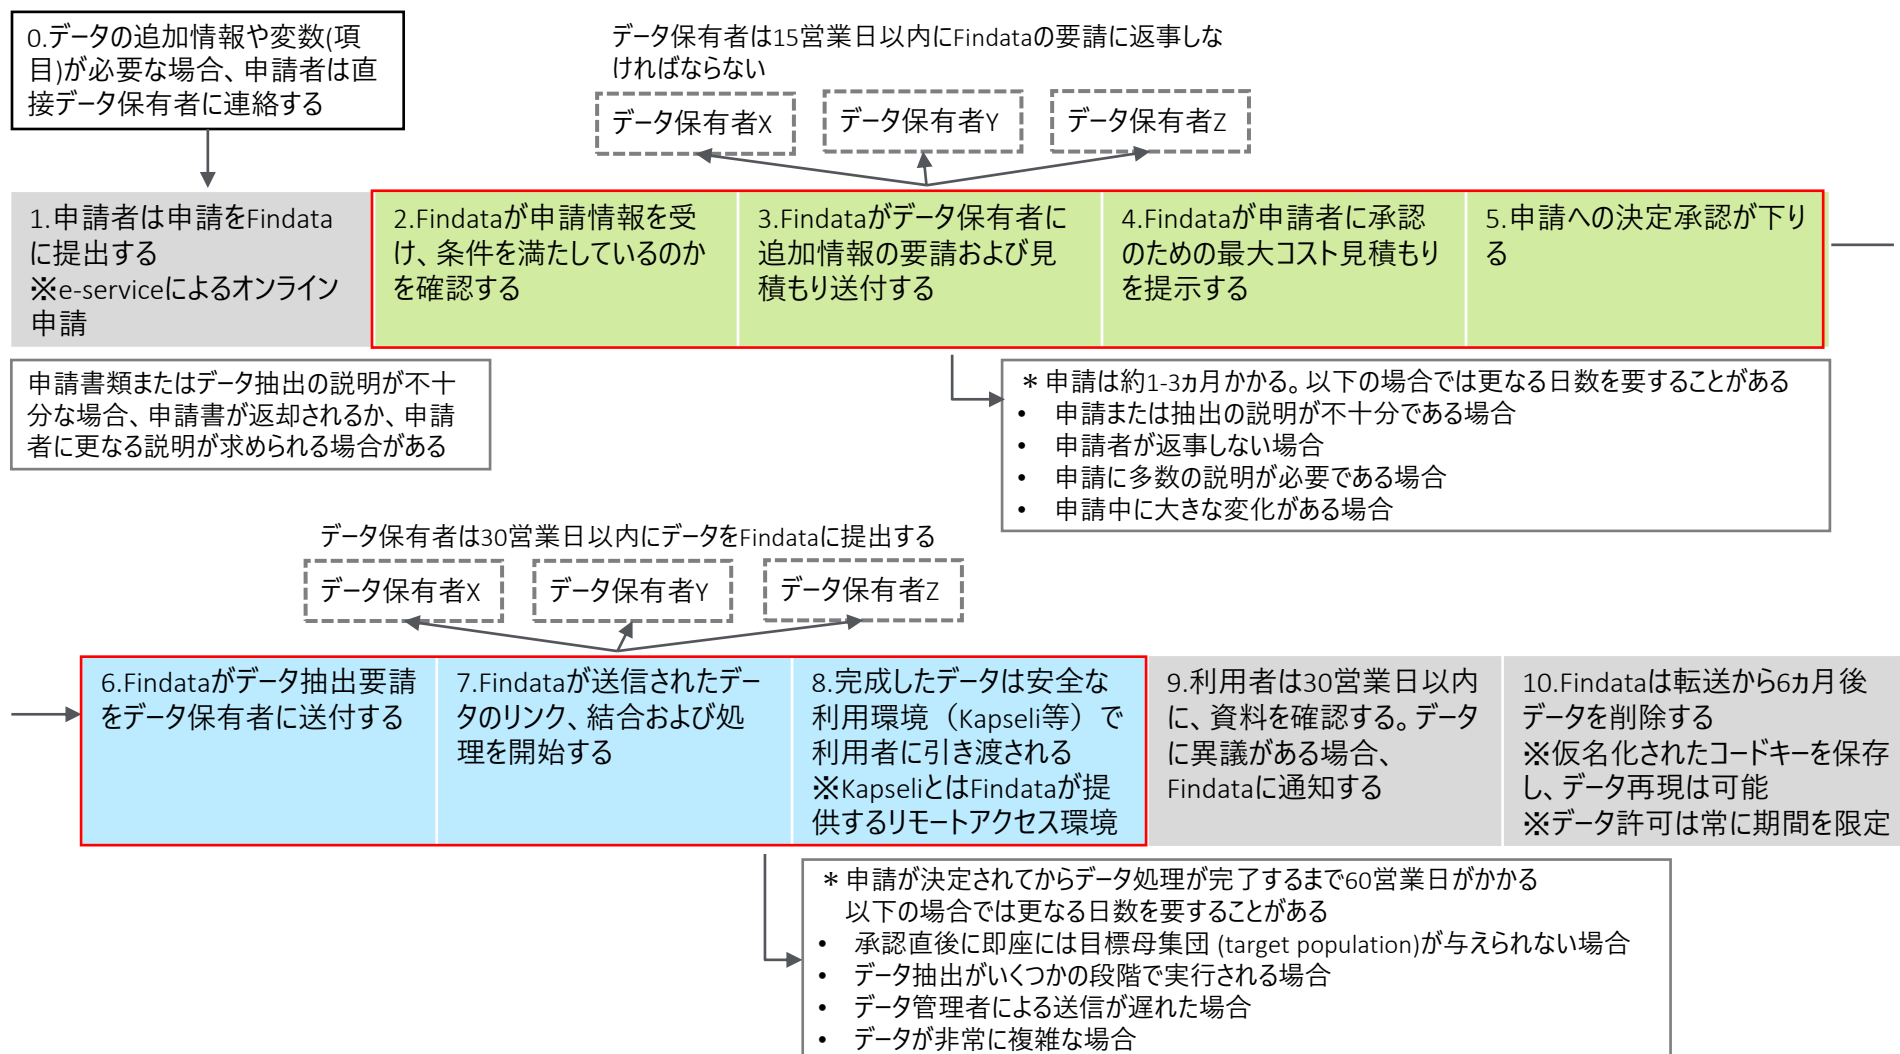 0.データの追加情報や変数(項
目)が必要な場合、申請者は直
接データ保有者に連絡する
データ保有者は15営業日以内にFindataの要請に返事しな
ければならない
データ保有者X
データ保有者Y
データ保有者Z
1.申請者は申請をFindata
に提出する
※e-serviceによるオンライン
申請
2.Findataが申請情報を受
け、条件を満たしているのか
を確認する
3.Findataがデータ保有者に
追加情報の要請および見
積もり送付する
4.Findataが申請者に承認
のための最大コスト見積もり
を提示する
5.申請への決定承認が下り
る
申請書類またはデータ抽出の説明が不十
分な場合、申請書が返却されるか、申請
者に更なる説明が求められる場合がある
＊申請は約1-3ヵ月かかる。以下の場合では更なる日数を要することがある
• 申請または抽出の説明が不十分である場合
• 申請者が返事しない場合
• 申請に多数の説明が必要である場合
• 申請中に大きな変化がある場合
データ保有者は30営業日以内にデータをFindataに提出する
データ保有者X
データ保有者Y
データ保有者Z
6.Findataがデータ抽出要請
をデータ保有者に送付する
7.Findataが送信されたデー
タのリンク、結合および処
理を開始する
8.完成したデータは安全な
利用環境（Kapseli等）で
利用者に引き渡される
※KapseliとはFindataが提
供するリモートアクセス環境
9.利用者は30営業日以内
に、資料を確認する。データ
に異議がある場合、
Findataに通知する
10.Findataは転送から6ヵ月後
データを削除する
※仮名化されたコードキーを保存
し、データ再現は可能
※データ許可は常に期間を限定
＊申請が決定されてからデータ処理が完了するまで60営業日がかかる
以下の場合では更なる日数を要することがある
• 承認直後に即座には目標母集団 (target population)が与えられない場合
• データ抽出がいくつかの段階で実行される場合
• データ管理者による送信が遅れた場合
• データが非常に複雑な場合